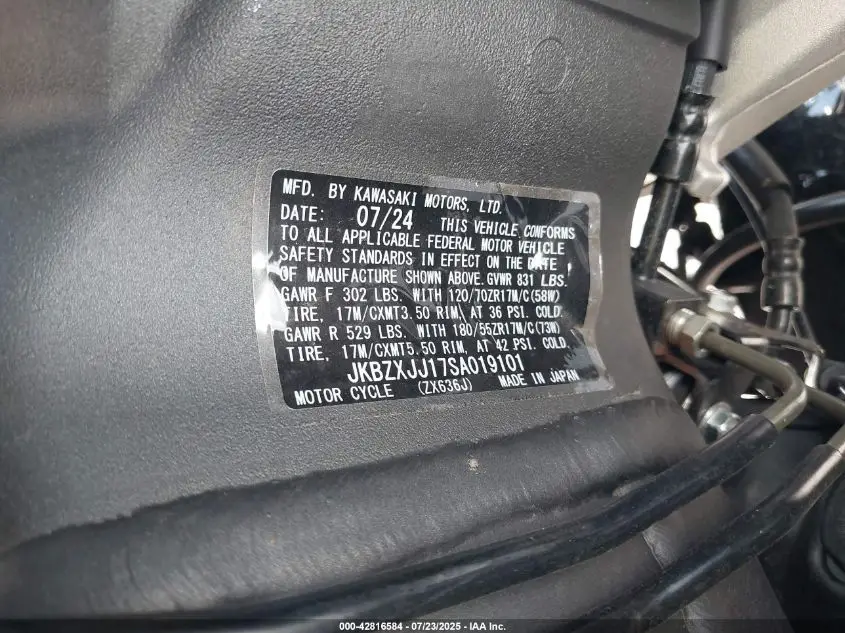 MFD. BY KAWASAKI MOTORS, LTD.
DATE: 07/24 THIS VEHICLE CONFORMS
TO ALL APPLICABLE FEDERAL MOTOR VEHICLE
SAFETY STANDARDS IN EFFECT ON THE DATE
OF MANUFACTURE SHOWN ABOVE. GVWR 831 LBS.
GAWR F 302 LBS. WITH 120/70ZR17M/C(58W)
TIRE, 17M/CXMT3.50 RIM, AT 36 PSI. COLD.
GAWR R 529 LBS. WITH 180/55ZR17M/C(73W)
TIRE, 17M/CXMT5.50 RIM, AT 42 PSI. COLD.
JKBZXJJ17SA019101
MOTOR CYCLE (ZX636J) MADE IN JAPAN
000-42816584 - 07/23/2025 - IAA Inc.